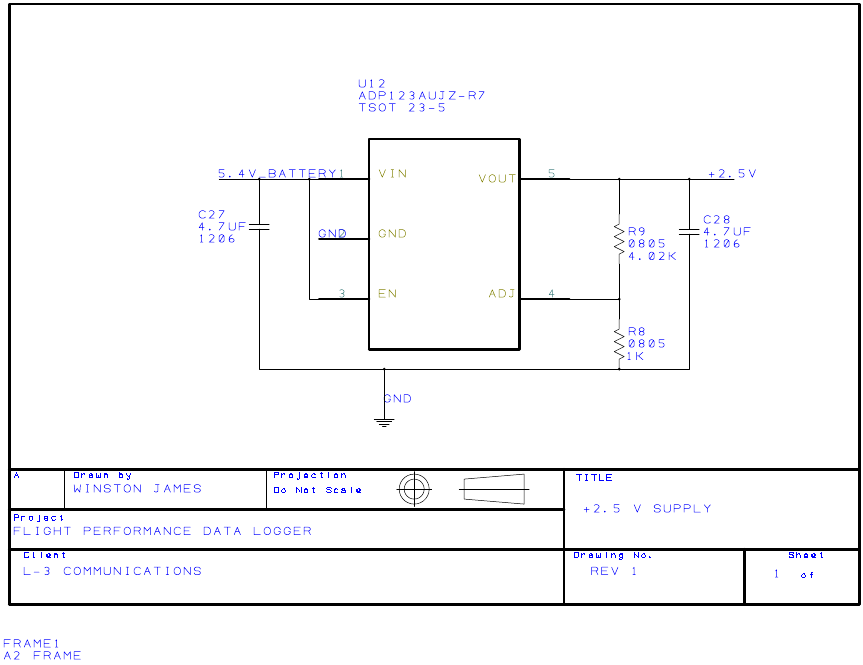 U12
ADP123AUJZ-R7
TSOT 23-5
5.4V_BATTERY 1 VIN
VOUT 5 +2.5V
C27
4.7UF
1206
GND GND
R9
0805
4.02K
C28
4.7UF
1206
3 EN
ADJ 4
R8
0805
1K
GND
A
Drawn by
WINSTON JAMES
Projection
Do Not Scale
TITLE
+2.5 V SUPPLY
Project
FLIGHT PERFORMANCE DATA LOGGER
Client
L-3 COMMUNICATIONS
Drawing No.
REV 1
Sheet
1 of
FRAME1
A2 FRAME